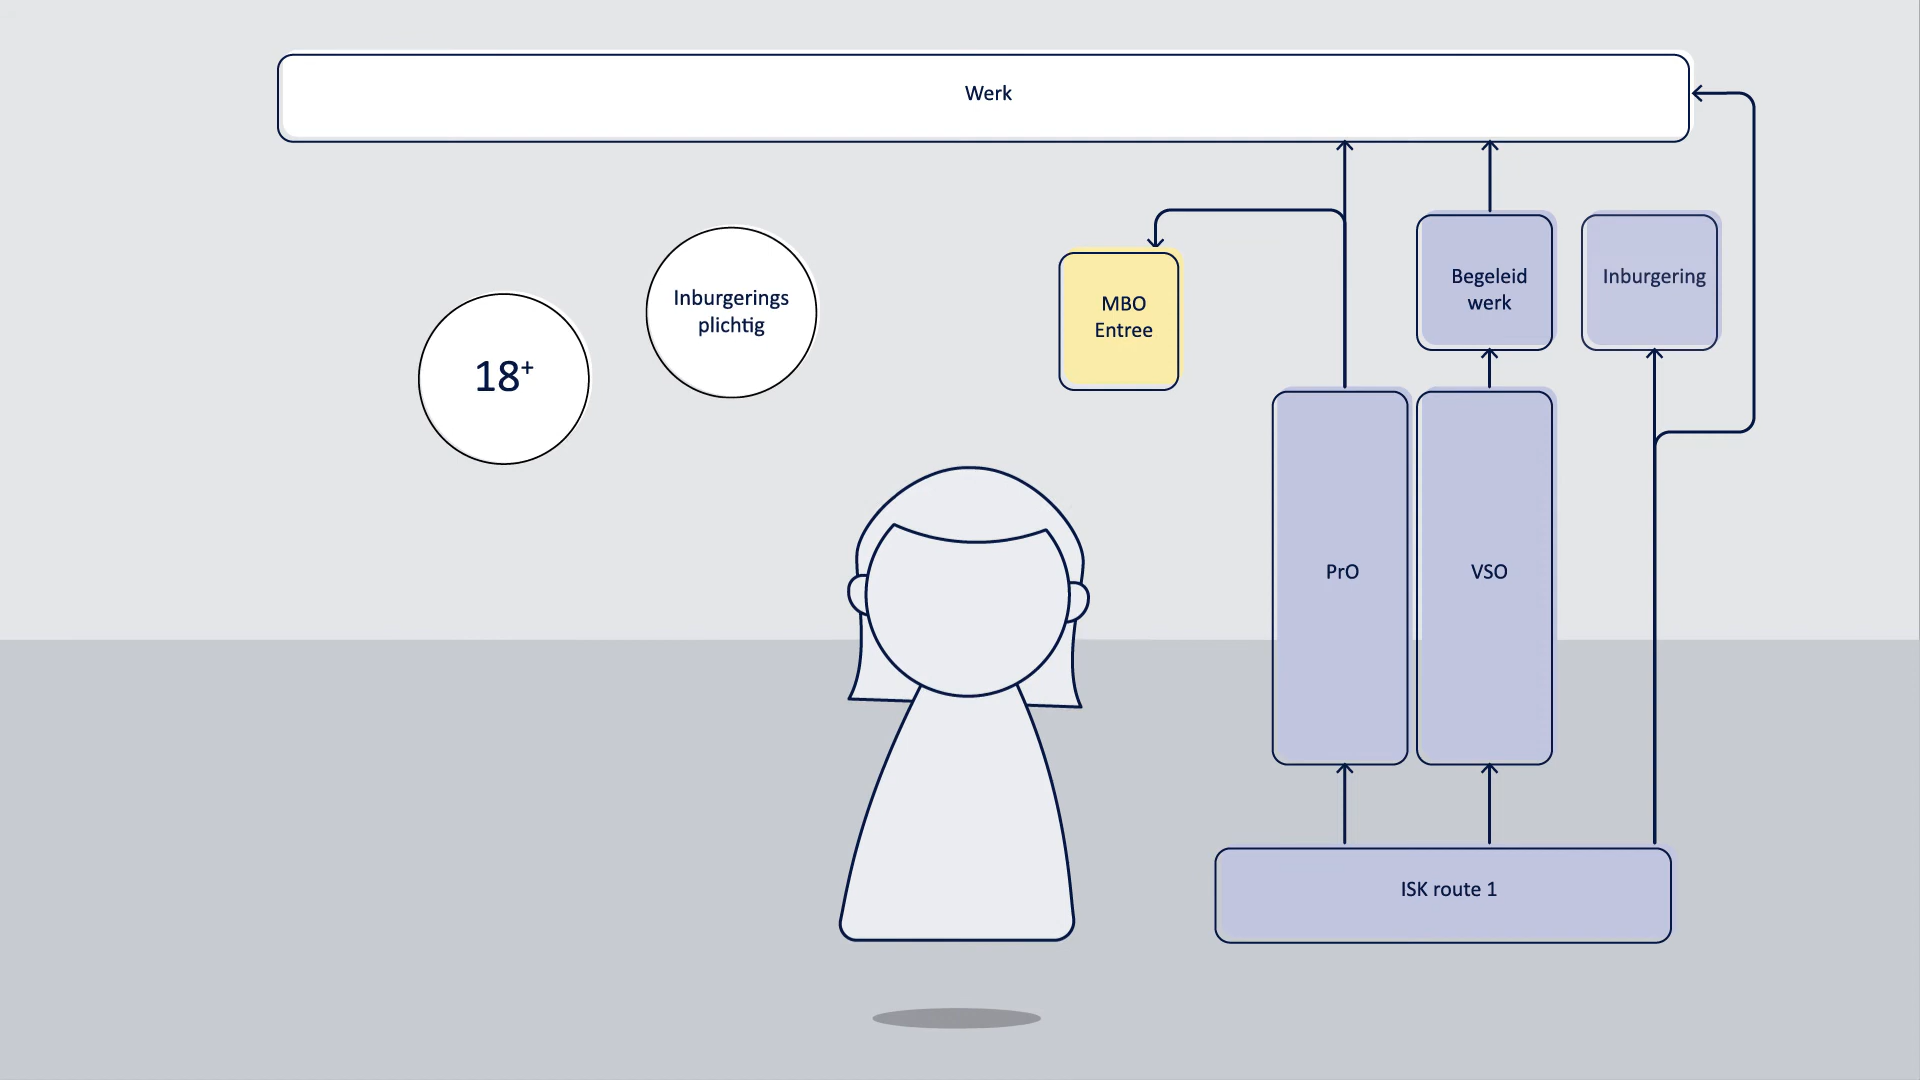 Werk
18+
Inburgerings
plichtig
MBO
Entree
Begeleid
werk
Inburgering
PrO
VSO
ISK route 1